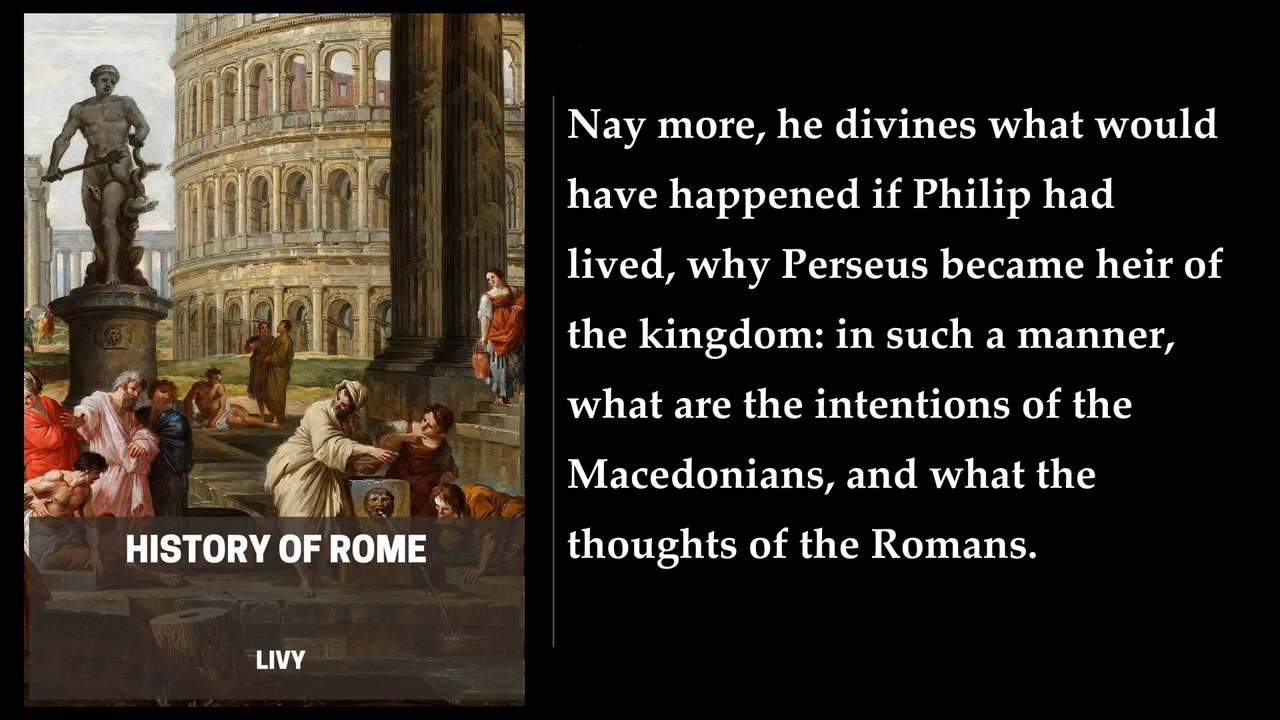 HISTORY OF ROME
LIVY
Nay more, he divines what would
have happened if Philip had
lived, why Perseus became heir of
the kingdom: in such a manner,
what are the intentions of the
Macedonians, and what the
thoughts of the Romans.